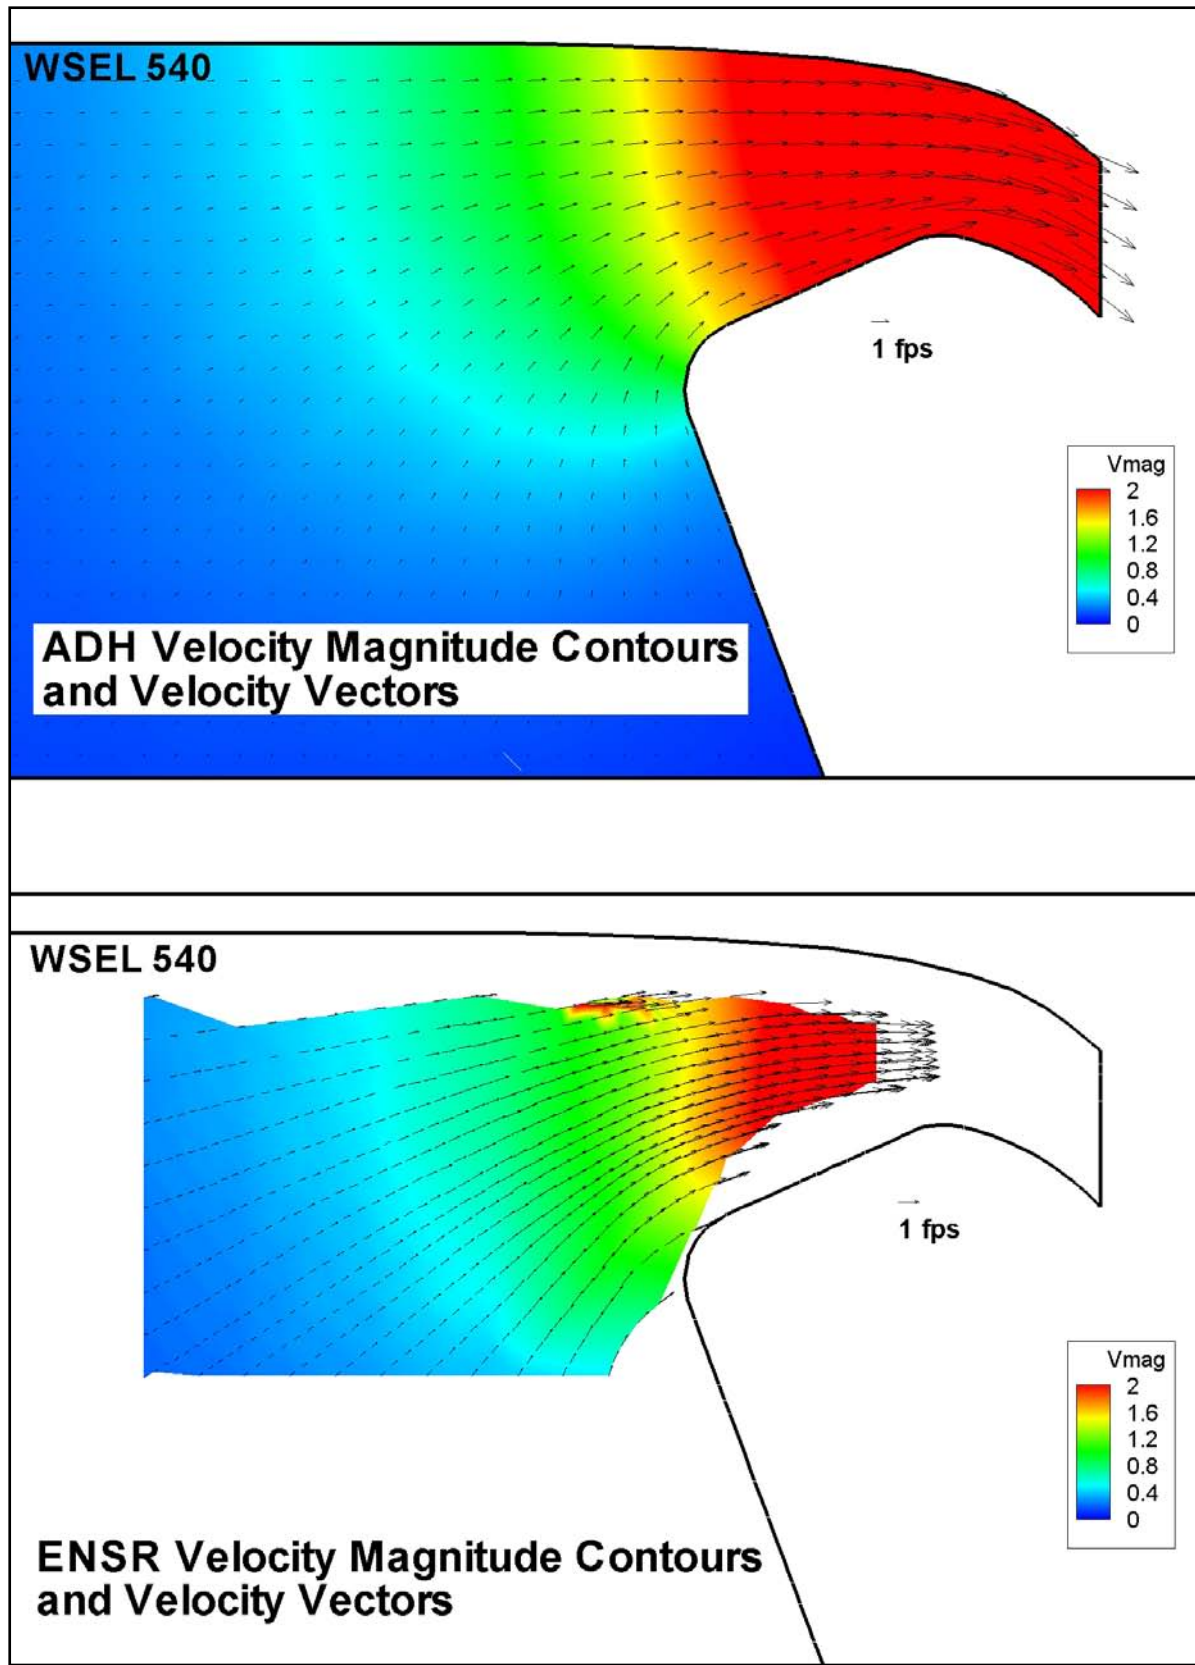 WSEL 540
1 fps
Vmag
2
1.6
1.2
0.8
0.4
0
ADH Velocity Magnitude Contours
and Velocity Vectors
WSEL 540
1 fps
Vmag
2
1.6
1.2
0.8
0.4
0
ENSR Velocity Magnitude Contours
and Velocity Vectors